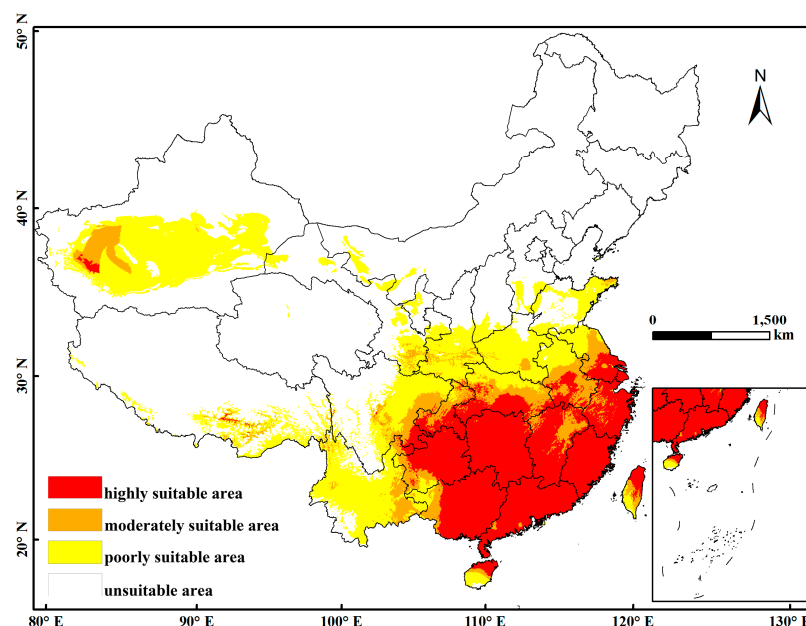 50° N
N
40° N
0 1,500
km
30° N
highly suitable area
moderately suitable area
20° N
poorly suitable area
unsuitable area
80° E 90° E 100° E 110° E 120° E 130° E